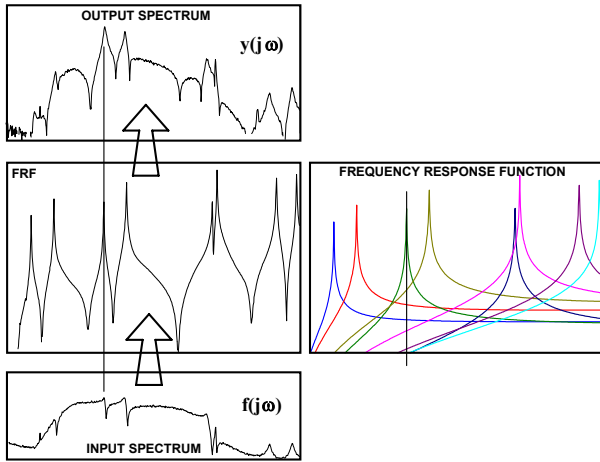 OUTPUT SPECTRUM
y(jω)
FRF
FREQUENCY RESPONSE FUNCTION
f(jω)
INPUT SPECTRUM